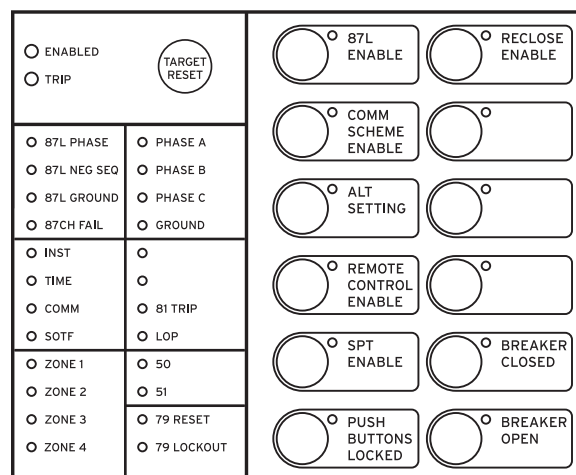 ENABLED
TRIP
TARGET
RESET
87L PHASE
87L NEG SEQ
87L GROUND
87CH FAIL
PHASE A
PHASE B
PHASE C
GROUND
INST
TIME
COMM
SOTF
81 TRIP
LOP
ZONE 1
ZONE 2
ZONE 3
ZONE 4
50
51
79 RESET
79 LOCKOUT
87L
ENABLE
RECLOSE
ENABLE
COMM
SCHEME
ENABLE
ALT
SETTING
REMOTE
CONTROL
ENABLE
SPT
ENABLE
BREAKER
CLOSED
PUSH
BUTTONS
LOCKED
BREAKER
OPEN